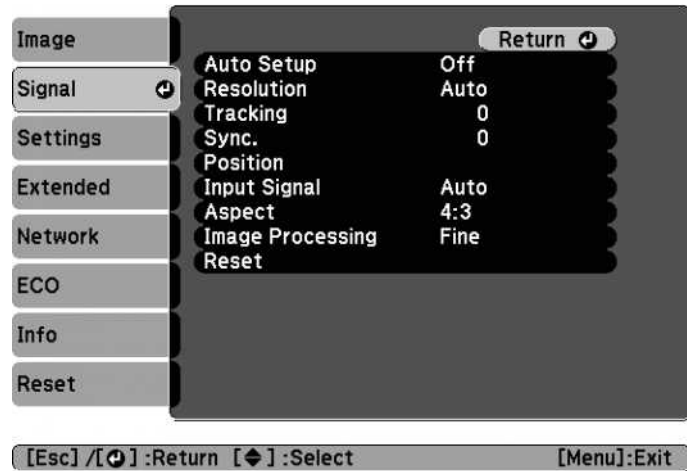 Image
Signal
Settings
Extended
Network
ECO
Info
Reset
Return
Auto Setup Off
Resolution Auto
Tracking 0
Sync. 0
Position
Input Signal Auto
Aspect 4:3
Image Processing Fine
Reset
[Esc] /[⏎] :Return [◆] :Select [Menu]:Exit